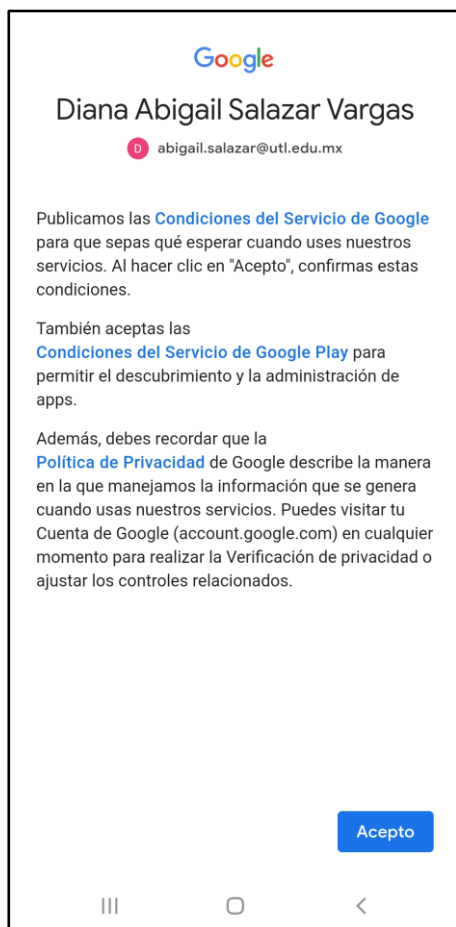 Google
Diana Abigail Salazar Vargas
D abigail.salazar@utl.edu.mx
Publicamos las Condiciones del Servicio de Google
para que sepas qué esperar cuando uses nuestros
servicios. Al hacer clic en "Acepto", confirmas estas
condiciones.
También aceptas las
Condiciones del Servicio de Google Play para
permitir el descubrimiento y la administración de
apps.
Además, debes recordar que la
Política de Privacidad de Google describe la manera
en la que manejamos la información que se genera
cuando usas nuestros servicios. Puedes visitar tu
Cuenta de Google (account.google.com) en cualquier
momento para realizar la Verificación de privacidad o
ajustar los controles relacionados.
Acepto